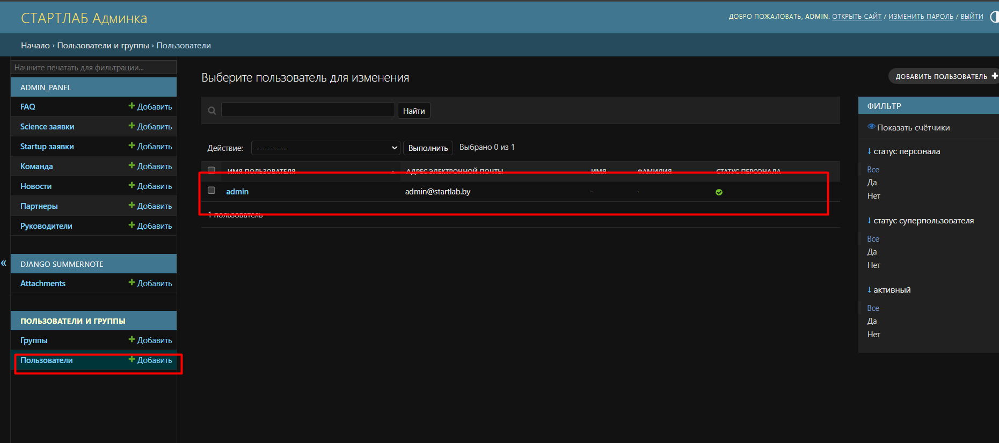 СТАРТЛАБ Админка
ДОБРО ПОЖАЛОВАТЬ, ADMIN. ОТКРЫТЬ САЙТ / ИЗМЕНИТЬ ПАРОЛЬ / ВЫЙТИ
Начало › Пользователи и группы › Пользователи
Начните печатать для фильтрации...
ADMIN_PANEL
FAQ + Добавить
Science заявки + Добавить
Startup заявки + Добавить
Команда + Добавить
Новости + Добавить
Партнеры + Добавить
Руководители + Добавить
«
DJANGO SUMMERNOTE
Attachments + Добавить
ПОЛЬЗОВАТЕЛИ И ГРУППЫ
Группы + Добавить
Пользователи + Добавить
Выберите пользователь для изменения
ДОБАВИТЬ ПОЛЬЗОВАТЕЛЬ +
Найти
Действие: --------- Выполнить Выбрано 0 из 1
ИМЯ ПОЛЬЗОВАТЕЛЯ АДРЕС ЭЛЕКТРОННОЙ ПОЧТЫ ИМЯ ФАМИЛИЯ СТАТУС ПЕРСОНАЛА
admin admin@startlab.by - -
1 пользователь
ФИЛЬТР
Показать счётчики
↓ статус персонала
Все
Да
Нет
↓ статус суперпользователя
Все
Да
Нет
↓ активный
Все
Да
Нет